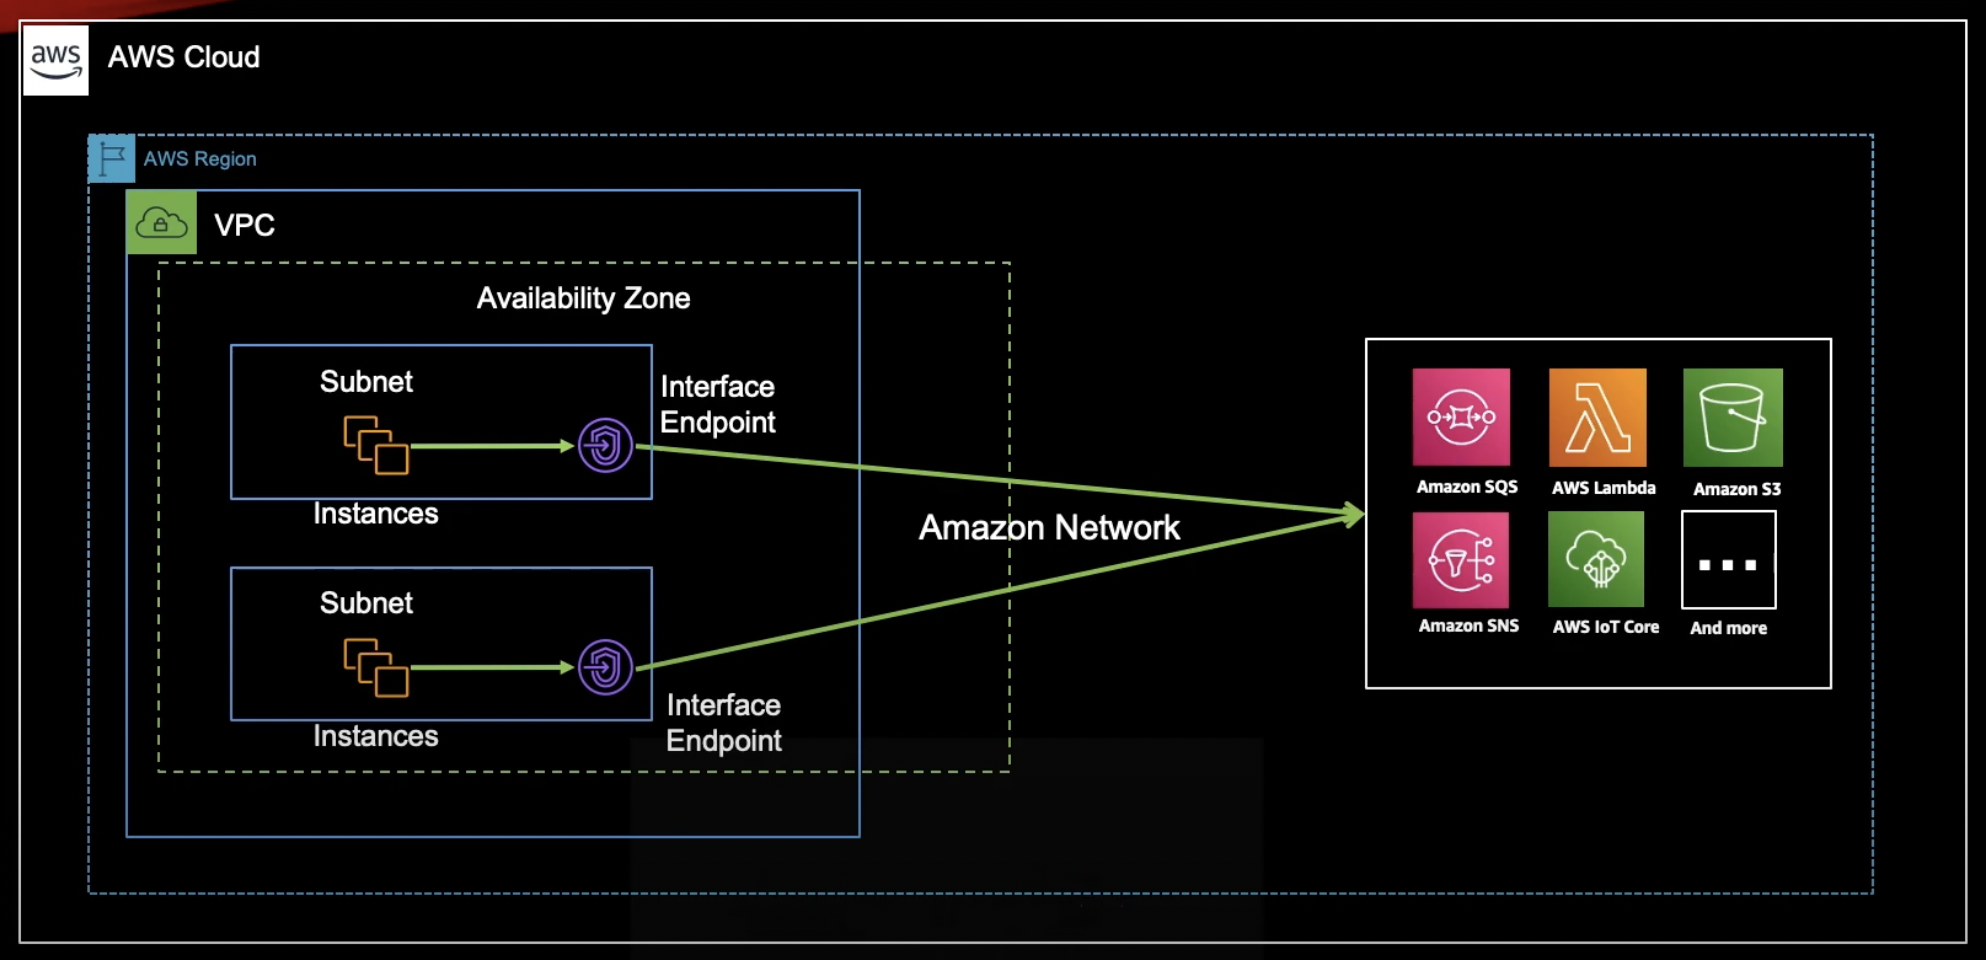 aws
AWS Cloud
AWS Region
VPC
Availability Zone
Subnet
Interface
Endpoint
Instances
Amazon Network
Subnet
Instances
Interface
Endpoint
Amazon SQS
AWS Lambda
Amazon S3
Amazon SNS
AWS IoT Core
And more